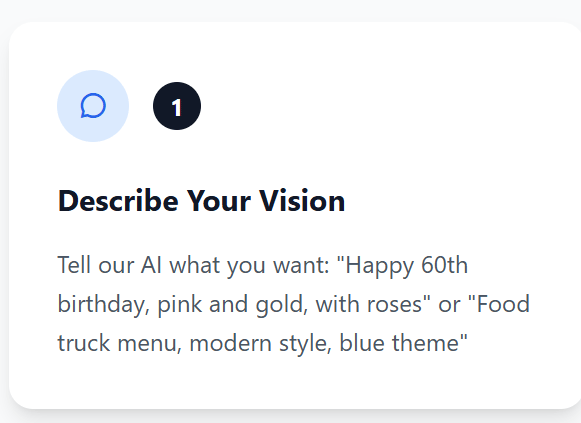 1
Describe Your Vision
Tell our AI what you want: "Happy 60th
birthday, pink and gold, with roses" or "Food
truck menu, modern style, blue theme"